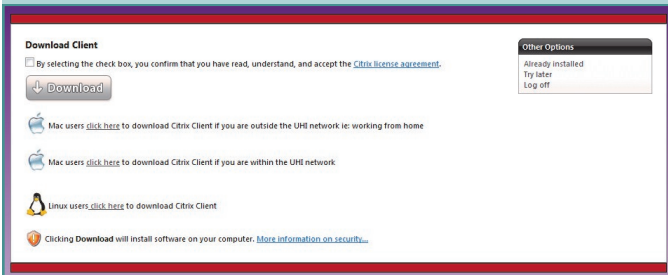 Download Client
By selecting the check box, you confirm that you have read, understand, and accept the Citrix license agreement.
Download
Mac users click here to download Citrix Client if you are outside the UHI network ie: working from home
Mac users click here to download Citrix Client if you are within the UHI network
Linux users click here to download Citrix Client
Clicking Download will install software on your computer. More information on security...
Other Options
Already installed
Try later
Log off